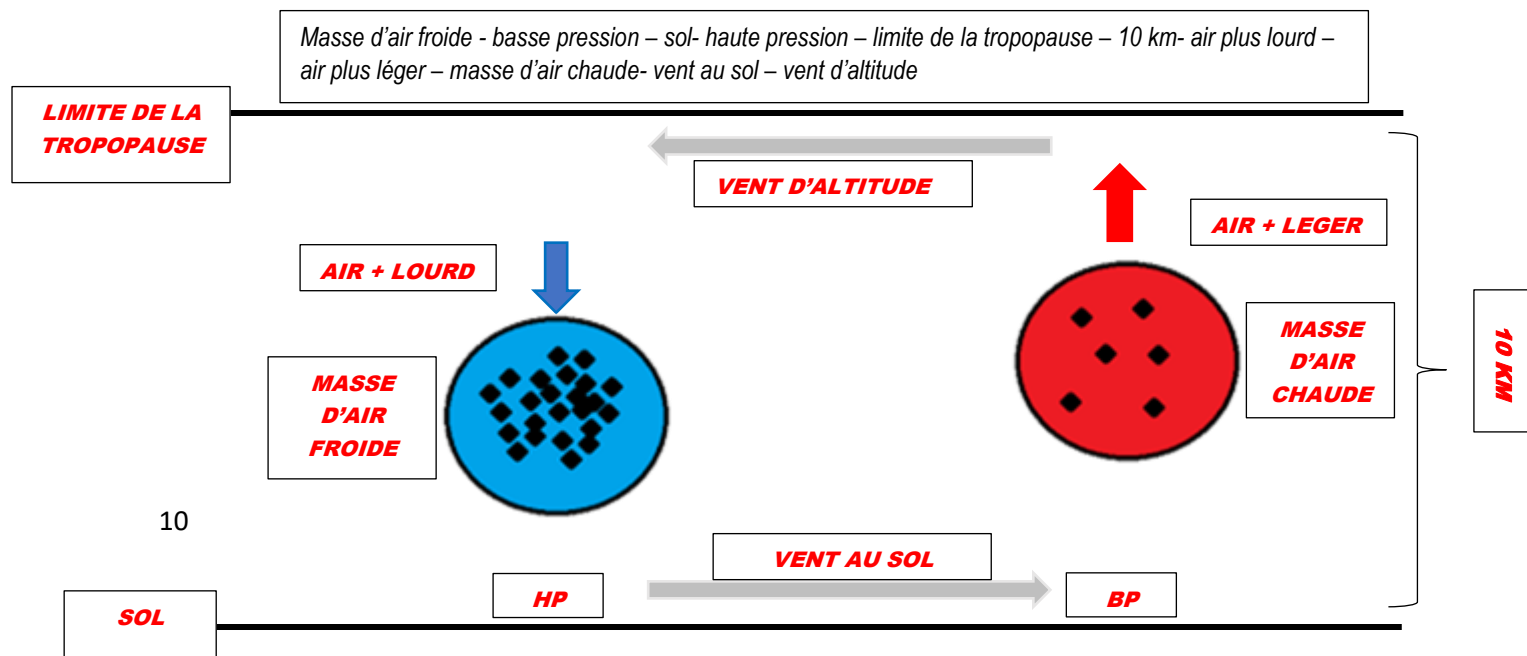 Masse d’air froide - basse pression – sol- haute pression – limite de la tropopause – 10 km- air plus lourd –
air plus léger – masse d’air chaude- vent au sol – vent d’altitude
LIMITE DE LA
TROPOPAUSE
VENT D’ALTITUDE
AIR + LEGER
AIR + LOURD
MASSE
D’AIR
CHAUDE
10 KM
MASSE
D’AIR
FROIDE
10
VENT AU SOL
HP
BP
SOL